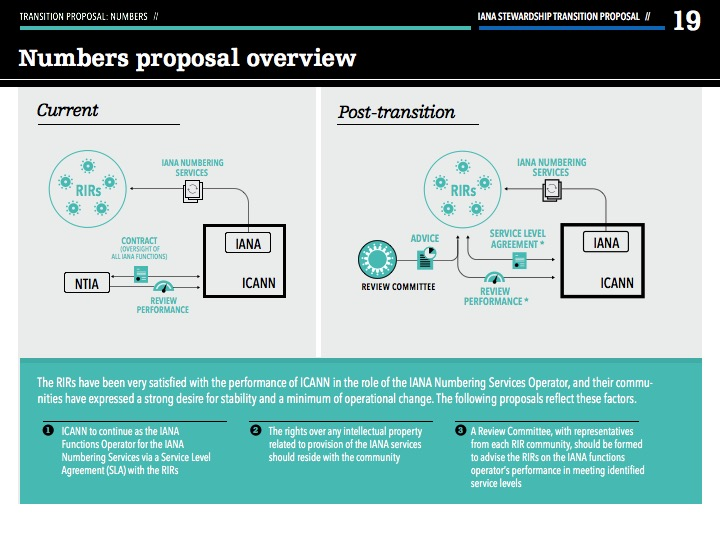 TRANSITION PROPOSAL: NUMBERS //
IANA STEWARDSHIP TRANSITION PROPOSAL //
19
Numbers proposal overview
Current
RIRs
IANA NUMBERING
SERVICES
CONTRACT
(OVERSIGHT OF
ALL IANA FUNCTIONS)
NTIA
REVIEW
PERFORMANCE
IANA
ICANN
Post-transition
RIRs
IANA NUMBERING
SERVICES
ADVICE
SERVICE LEVEL
AGREEMENT *
REVIEW COMMITTEE
REVIEW
PERFORMANCE *
IANA
ICANN
The RIRs have been very satisfied with the performance of ICANN in the role of the IANA Numbering Services Operator, and their commu-
nities have expressed a strong desire for stability and a minimum of operational change. The following proposals reflect these factors.
1 ICANN to continue as the IANA
Functions Operator for the IANA
Numbering Services via a Service Level
Agreement (SLA) with the RIRs
2 The rights over any intellectual property
related to provision of the IANA services
should reside with the community
3 A Review Committee, with representatives
from each RIR community, should be formed
to advise the RIRs on the IANA functions
operator's performance in meeting identified
service levels